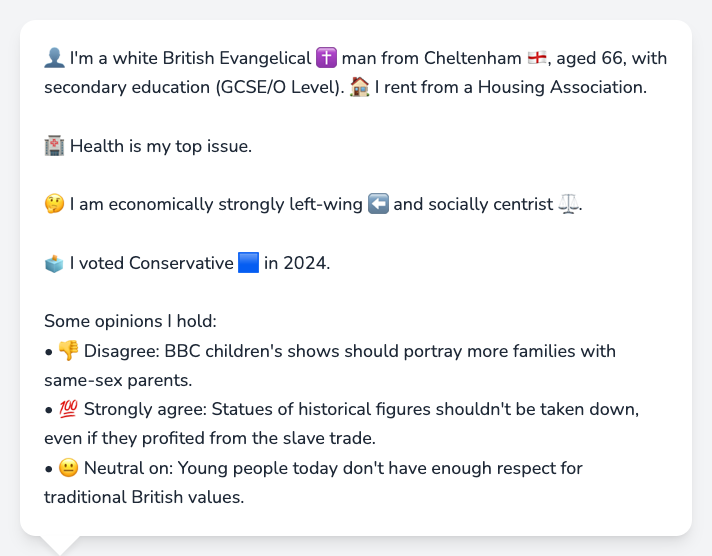 👤 I'm a white British Evangelical ✝️ man from Cheltenham 🏴󠁧󠁢󠁥󠁮󠁧󠁿, aged 66, with
secondary education (GCSE/O Level). 🏠 I rent from a Housing Association.
🏥 Health is my top issue.
🤔 I am economically strongly left-wing ⬅️ and socially centrist ⚖️.
🗳️ I voted Conservative 🟦 in 2024.
Some opinions I hold:
• 👎 Disagree: BBC children's shows should portray more families with
same-sex parents.
• 💯 Strongly agree: Statues of historical figures shouldn't be taken down,
even if they profited from the slave trade.
• 😐 Neutral on: Young people today don't have enough respect for
traditional British values.